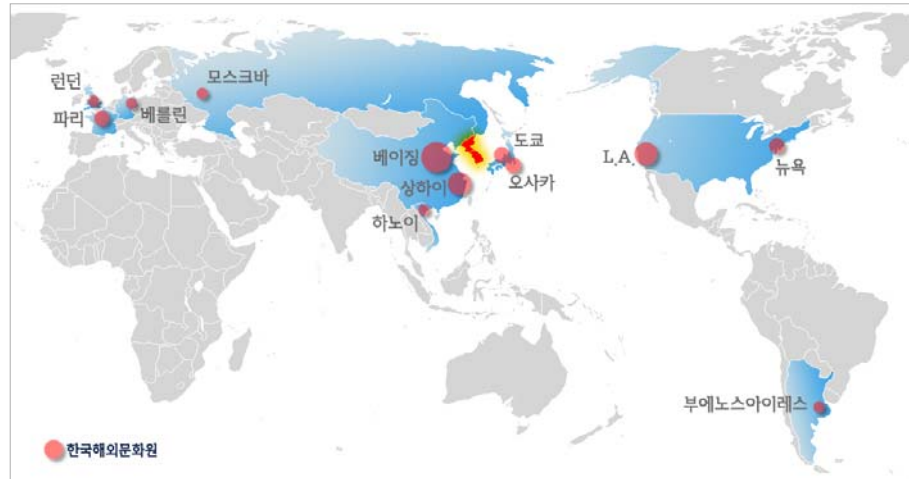 런던
모스크바
파리
베를린
도쿄
베이징
L.A.
뉴욕
상하이
오사카
하노이
부에노스아이레스
한국해외문화원